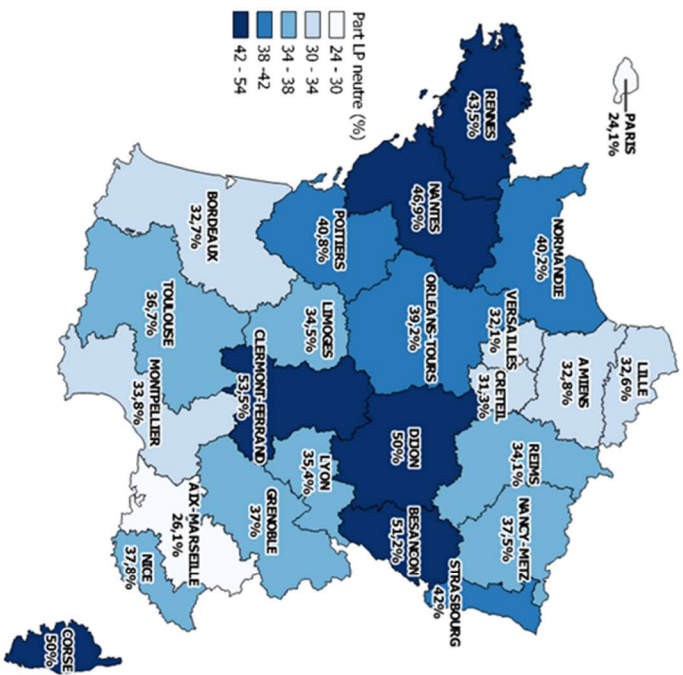 Part LP neutre (%)
24 - 30
30 - 34
34 - 38
38 -42
42 - 54
PARIS
24,1%
LILLE
32,6%
AMIENS
32,8%
NORMANDIE
40,2%
VERSAILLES
32,1%
CRETEIL
31,3%
REIMS
34,1%
NANCY-METZ
37,5%
STRASBOURG
42%
RENNES
43,5%
NANTES
46,9%
ORLEANS-TOURS
39,2%
DIJON
50%
BESANCON
51,2%
POITIERS
40,8%
LIMOGES
34,5%
CLERMONT-FERRAND
53,5%
LYON
35,4%
GRENOBLE
37%
BORDEAUX
32,7%
TOULOUSE
36,7%
MONTPELLIER
33,8%
AIX-MARSEILLE
26,1%
NICE
37,8%
CORSE
50%